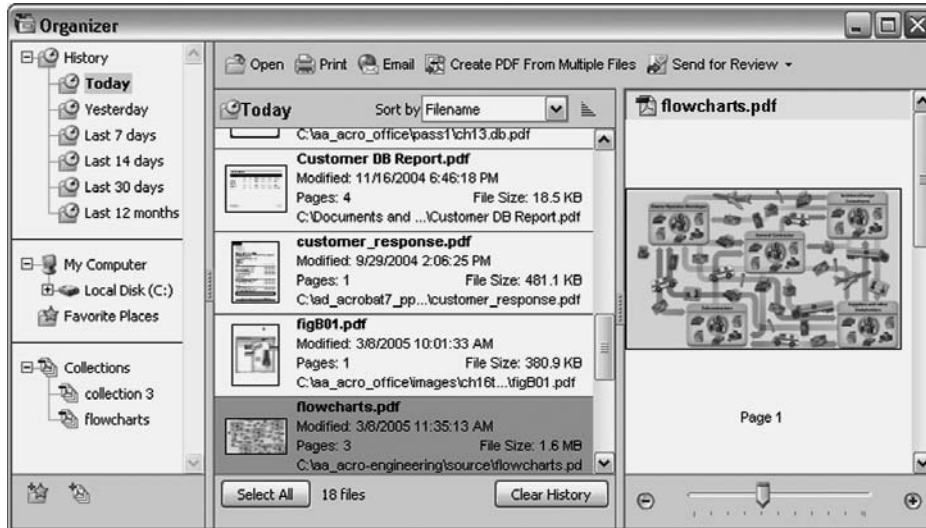 Organizer
History
Today
Yesterday
Last 7 days
Last 14 days
Last 30 days
Last 12 months
My Computer
Local Disk (C:)
Favorite Places
Collections
collection 3
flowcharts
Open Print Email Create PDF From Multiple Files Send for Review
Today Sort by Filename
C:\aa_acro_office\pass1\ch13.db.pdf
Customer DB Report.pdf
Modified: 11/16/2004 6:46:18 PM
Pages: 4 File Size: 18.5 KB
C:\Documents and ...\Customer DB Report.pdf
customer_response.pdf
Modified: 9/29/2004 2:06:25 PM
Pages: 1 File Size: 481.1 KB
C:\ad_acrobat7_pp...\customer_response.pdf
figB01.pdf
Modified: 3/8/2005 10:01:33 AM
Pages: 1 File Size: 380.9 KB
C:\aa_acro_office\images\ch16t...\figB01.pdf
flowcharts.pdf
Modified: 3/8/2005 11:35:13 AM
Pages: 3 File Size: 1.6 MB
C:\aa_acro-engineering\source\flowcharts.pd
Select All 18 files Clear History
flowcharts.pdf
General Contractor
Page 1